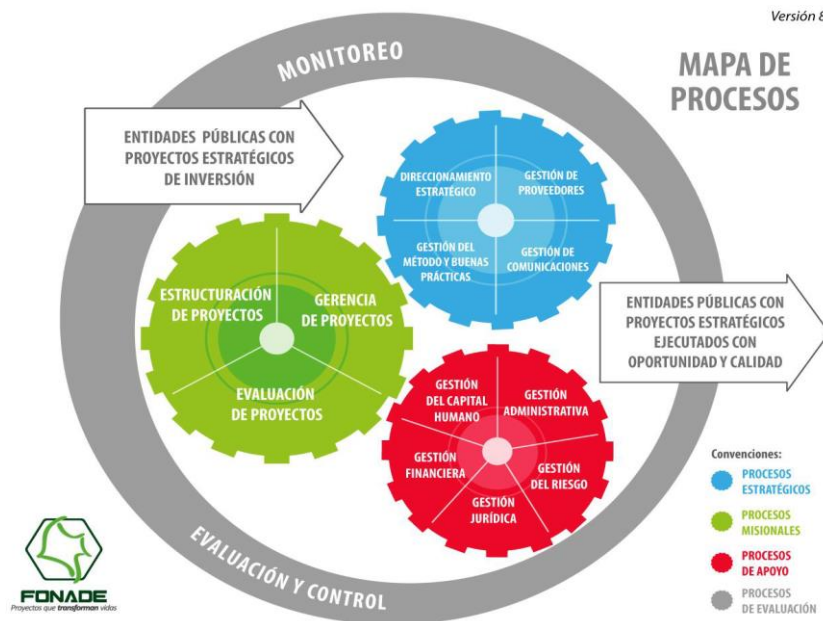 Versión 8
MAPA DE
PROCESOS
MONITOREO
ENTIDADES PÚBLICAS CON
PROYECTOS ESTRATÉGICOS
DE INVERSIÓN
DIRECCIONAMIENTO
ESTRATÉGICO
GESTIÓN DE
PROVEEDORES
GESTIÓN DEL
MÉTODO Y BUENAS
PRÁCTICAS
GESTIÓN DE
COMUNICACIONES
ESTRUCTURACIÓN
DE PROYECTOS
GERENCIA
DE PROYECTOS
EVALUACIÓN
DE PROYECTOS
ENTIDADES PÚBLICAS CON
PROYECTOS ESTRATÉGICOS
EJECUTADOS CON
OPORTUNIDAD Y CALIDAD
GESTIÓN
DEL CAPITAL
HUMANO
GESTIÓN
ADMINISTRATIVA
GESTIÓN
FINANCIERA
GESTIÓN
DEL RIESGO
GESTIÓN
JURÍDICA
EVALUACIÓN Y CONTROL
Convenciones:
PROCESOS
ESTRATÉGICOS
PROCESOS
MISIONALES
PROCESOS
DE APOYO
PROCESOS
DE EVALUACIÓN
FONADE
Proyectos que transforman vidas